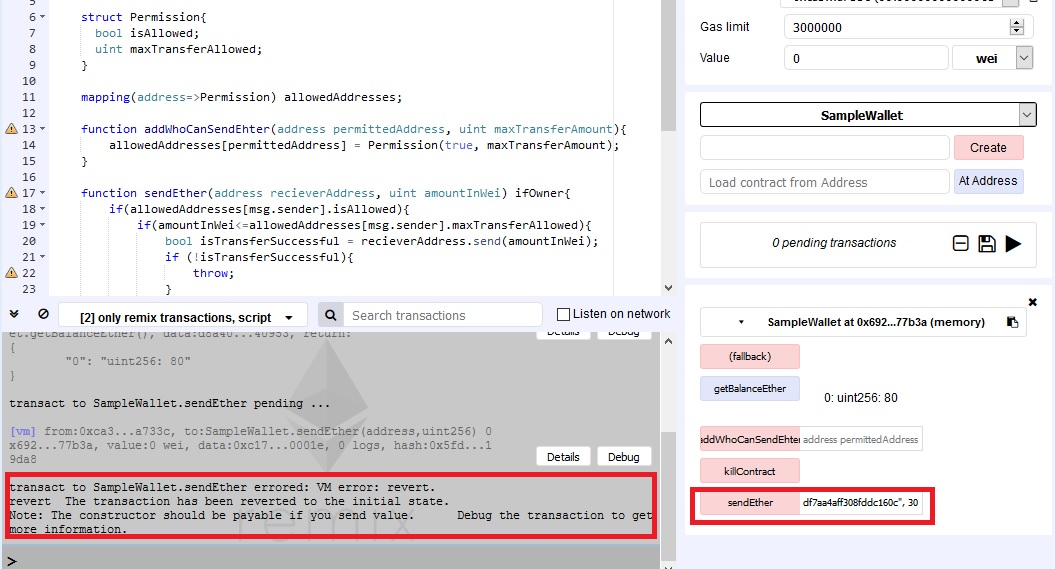 5
6 struct Permission{
7 bool isAllowed;
8 uint maxTransferAllowed;
9 }
10
11 mapping(address=>Permission) allowedAddresses;
12
13 function addWhoCanSendEhter(address permittedAddress, uint maxTransferAmount){
14 allowedAddresses[permittedAddress] = Permission(true, maxTransferAmount);
15 }
16
17 function sendEther(address recieverAddress, uint amountInWei) ifOwner{
18 if(allowedAddresses[msg.sender].isAllowed){
19 if(amountInWei<=allowedAddresses[msg.sender].maxTransferAllowed){
20 bool isTransferSuccessful = recieverAddress.send(amountInWei);
21 if (!isTransferSuccessful){
22 throw;
23 }
[2] only remix transactions, script
Search transactions
Listen on network
et.getBalanceEther(), data:d8a40...40953, return:
Details
Debug
{
"0": "uint256: 80"
}
transact to SampleWallet.sendEther pending ...
[vm] from:0xca3...a733c, to:SampleWallet.sendEther(address,uint256) 0
x692...77b3a, value:0 wei, data:0xc17...0001e, 0 logs, hash:0x5fd...1
9da8
Details
Debug
transact to SampleWallet.sendEther errored: VM error: revert.
revert The transaction has been reverted to the initial state.
Note: The constructor should be payable if you send value. Debug the transaction to get
more information.
remix
>
Gas limit
3000000
Value
0
wei
SampleWallet
Create
Load contract from Address
At Address
0 pending transactions
SampleWallet at 0x692...77b3a (memory)
(fallback)
getBalanceEther
0: uint256: 80
addWhoCanSendEhter
address permittedAddress
killContract
sendEther
df7aa4aff308fddc160c", 30